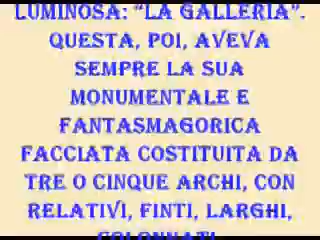 LUMINOSA: “LA GALLERIA”.
QUESTA, POI, AVEVA
SEMPRE LA SUA
MONUMENTALE E
FANTASMAGORICA
FACCIATA COSTITUITA DA
TRE O CINQUE ARCHI, CON
RELATIVI, FINTI, LARGHI,
COLONNATI